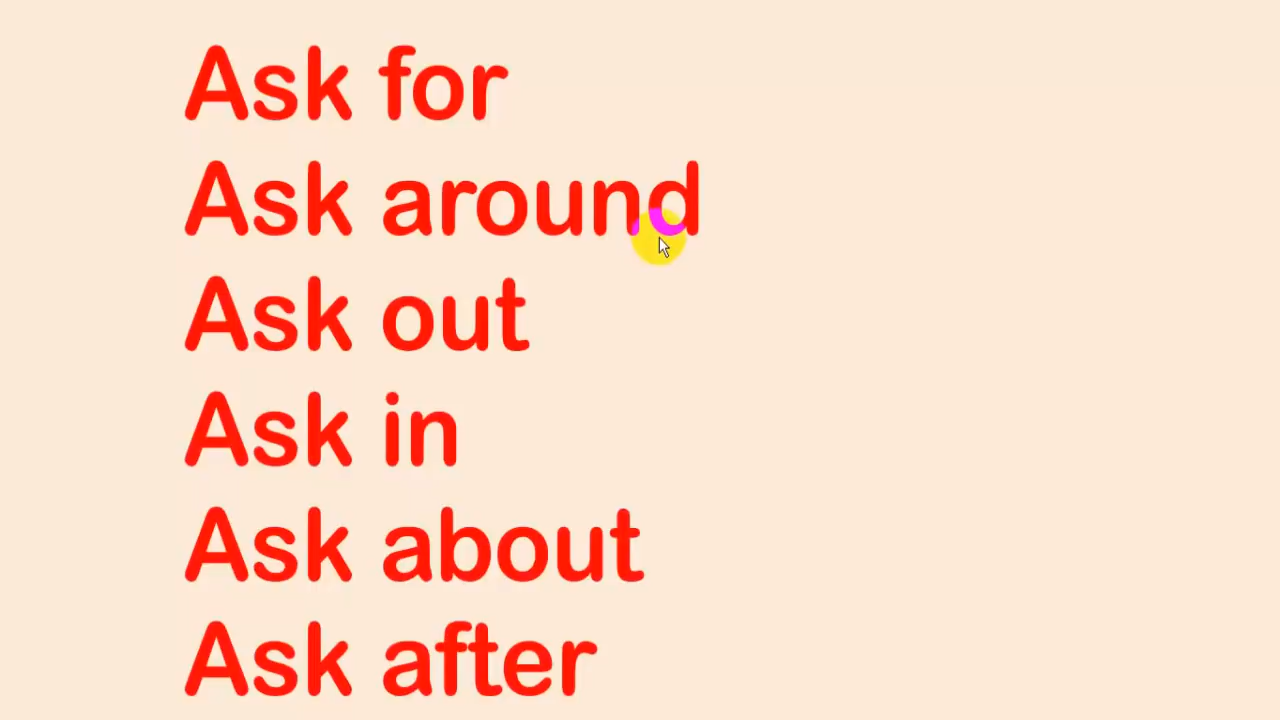 Ask for
Ask around
Ask out
Ask in
Ask about
Ask after